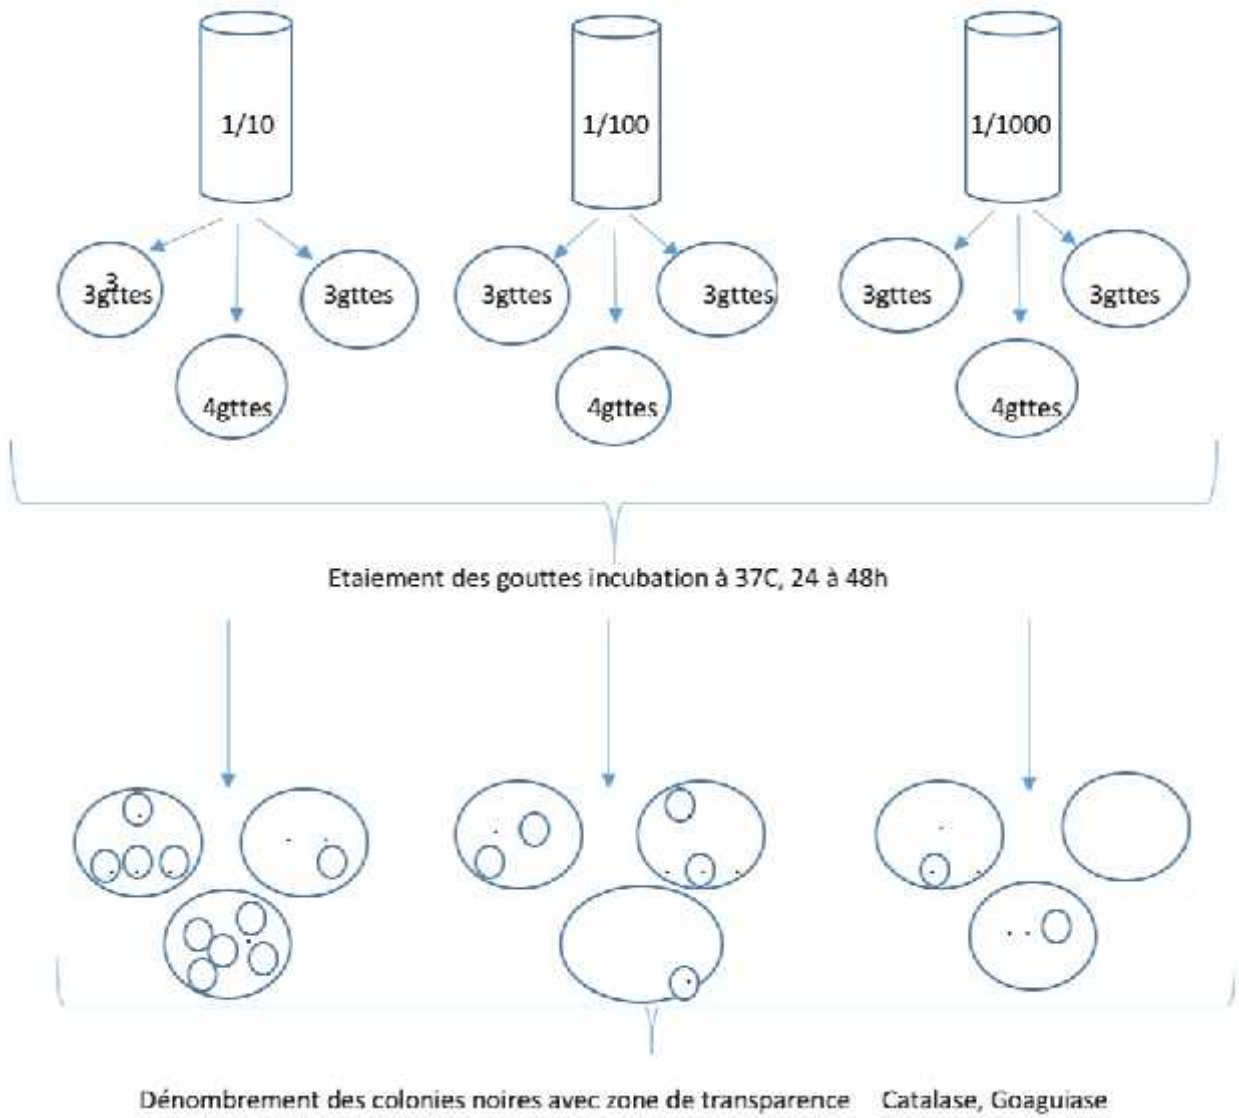 1/10 1/100 1/1000
3
3gttes 3gttes 3gttes 3gttes 3gttes 3gttes
4gttes 4gttes 4gttes
Etaiement des gouttes incubation à 37C, 24 à 48h
Dénombrement des colonies noires avec zone de transparence Catalase, Goaguiase